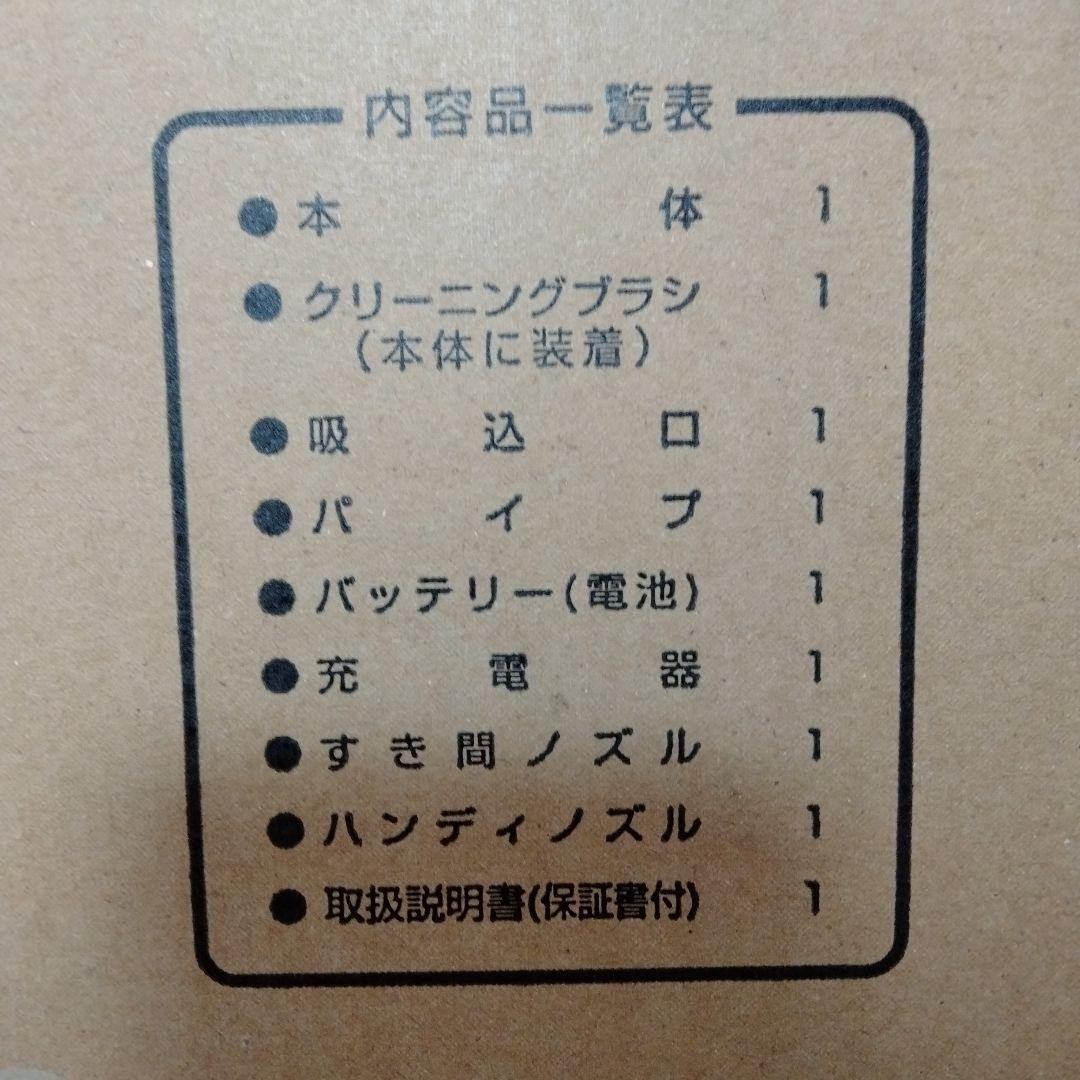 内容品一覧表
●本体 1
●クリーニングブラシ 1
(本体に装着)
●吸込口 1
●パイプ 1
●バッテリー(電池) 1
●充電器 1
●すき間ノズル 1
●ハンディノズル 1
●取扱説明書(保証書付) 1